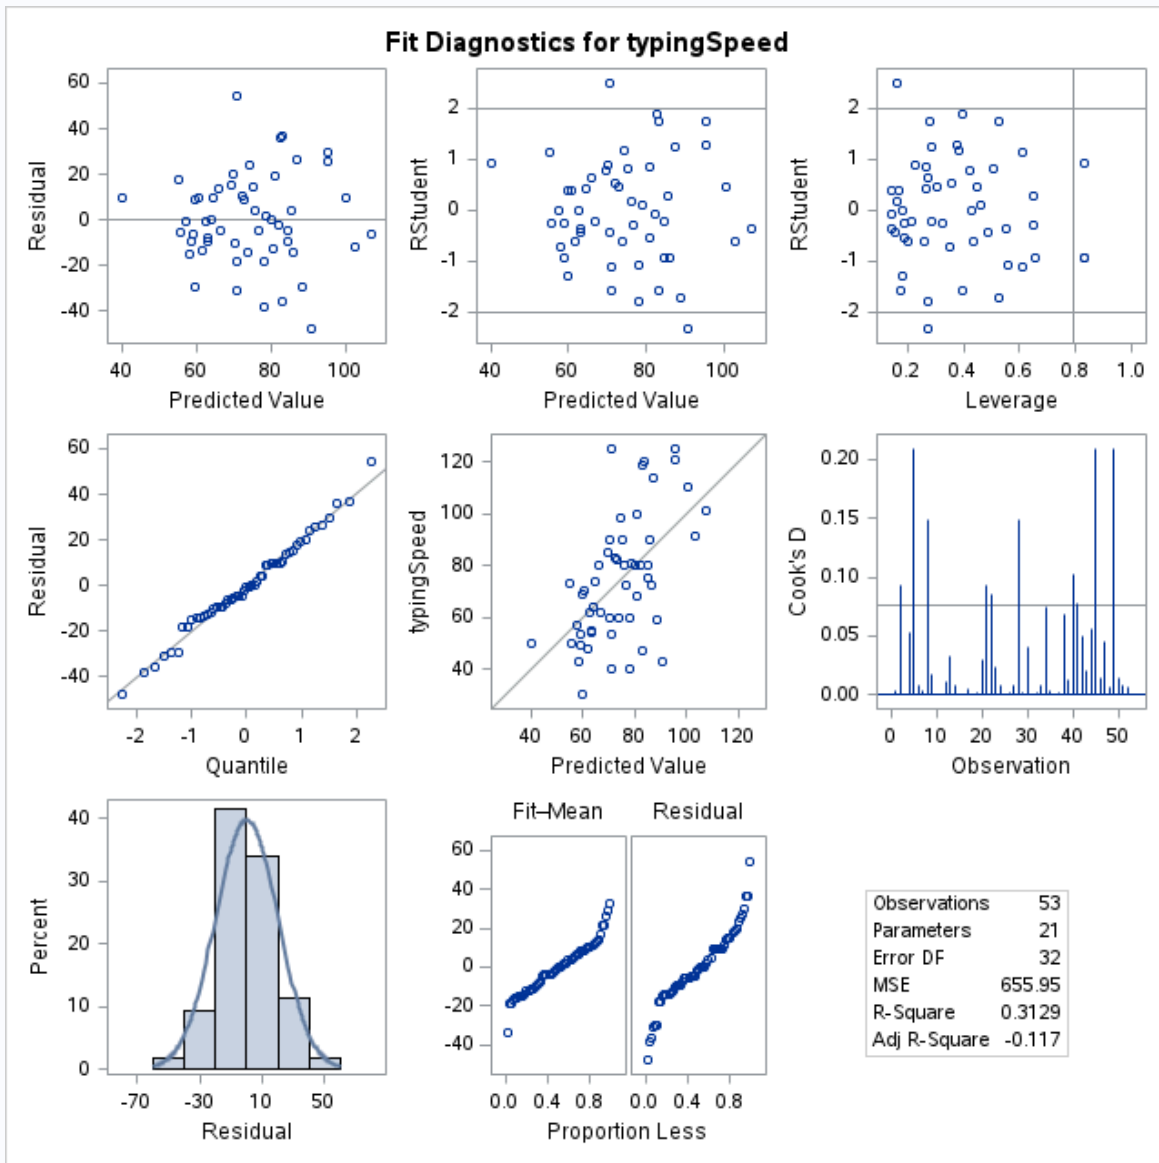 Fit Diagnostics for typingSpeed
60
40
20
0
-20
-40
Residual
40 60 80 100
Predicted Value
2
1
0
-1
-2
RStudent
40 60 80 100
Predicted Value
2
1
0
-1
-2
RStudent
0.2 0.4 0.6 0.8 1.0
Leverage
60
40
20
0
-20
-40
Residual
-2 -1 0 1 2
Quantile
120
100
80
60
40
typingSpeed
40 60 80 100 120
Predicted Value
0.20
0.15
0.10
0.05
0.00
Cook's D
0 10 20 30 40 50
Observation
40
30
20
10
0
Percent
-70 -30 10 50
Residual
Fit–Mean Residual
60
40
20
0
-20
-40
0.0 0.4 0.8 0.0 0.4 0.8
Proportion Less
Observations 53
Parameters 21
Error DF 32
MSE 655.95
R-Square 0.3129
Adj R-Square -0.117